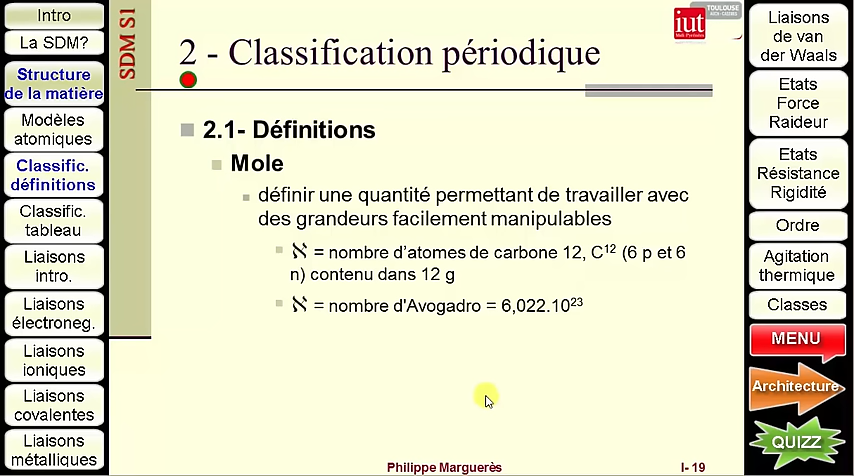 Intro
La SDM?
Structure
de la matière
Modèles
atomiques
Classific.
définitions
Classific.
tableau
Liaisons
intro.
Liaisons
électroneg.
Liaisons
ioniques
Liaisons
covalentes
Liaisons
métalliques
SDM S1
iut
TOULOUSE
2 - Classification périodique
2.1- Définitions
Mole
définir une quantité permettant de travailler avec
des grandeurs facilement manipulables
ℵ = nombre d’atomes de carbone 12, C¹² (6 p et 6
n) contenu dans 12 g
ℵ = nombre d'Avogadro = 6,022.10²³
Philippe Marguerès
I- 19
Liaisons
de van
der Waals
Etats
Force
Raideur
Etats
Résistance
Rigidité
Ordre
Agitation
thermique
Classes
MENU
Architecture
QUIZZ